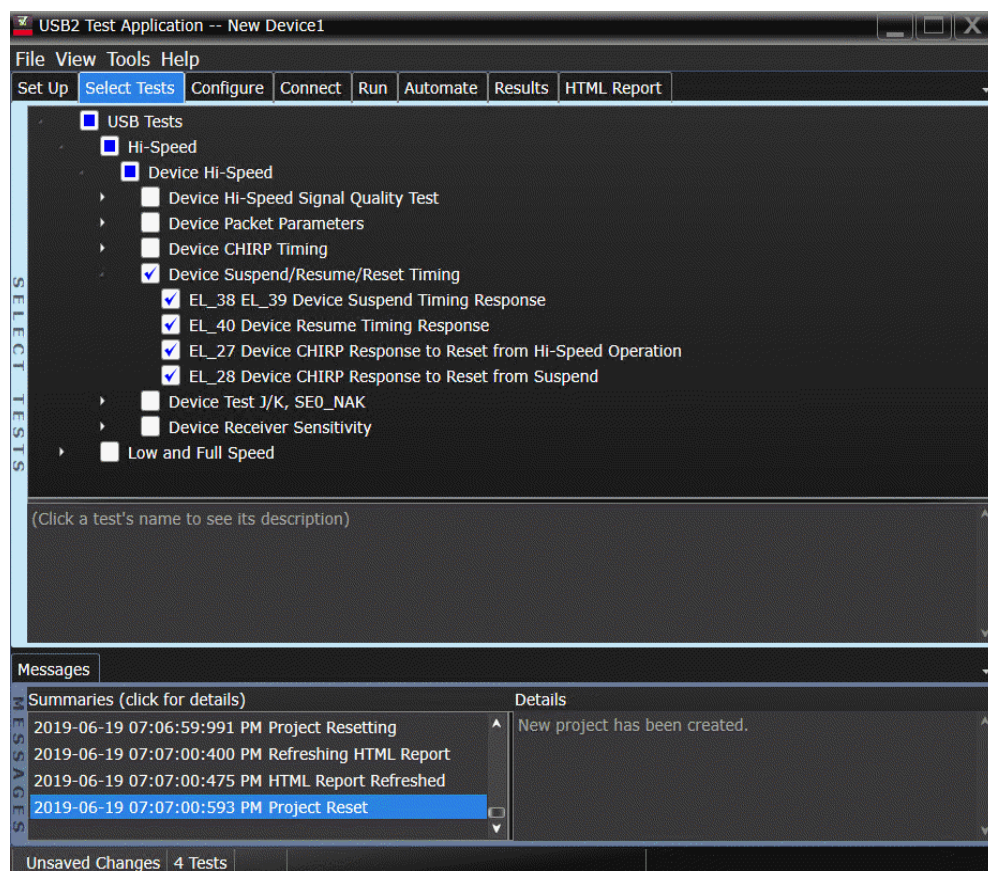 USB2 Test Application -- New Device1
File View Tools Help
Set Up Select Tests Configure Connect Run Automate Results HTML Report
SELECT TESTS
USB Tests
Hi-Speed
Device Hi-Speed
Device Hi-Speed Signal Quality Test
Device Packet Parameters
Device CHIRP Timing
Device Suspend/Resume/Reset Timing
EL_38 EL_39 Device Suspend Timing Response
EL_40 Device Resume Timing Response
EL_27 Device CHIRP Response to Reset from Hi-Speed Operation
EL_28 Device CHIRP Response to Reset from Suspend
Device Test J/K, SE0_NAK
Device Receiver Sensitivity
Low and Full Speed
(Click a test's name to see its description)
Messages
MESSAGES
Summaries (click for details) Details
2019-06-19 07:06:59:991 PM Project Resetting New project has been created.
2019-06-19 07:07:00:400 PM Refreshing HTML Report
2019-06-19 07:07:00:475 PM HTML Report Refreshed
2019-06-19 07:07:00:593 PM Project Reset
Unsaved Changes 4 Tests